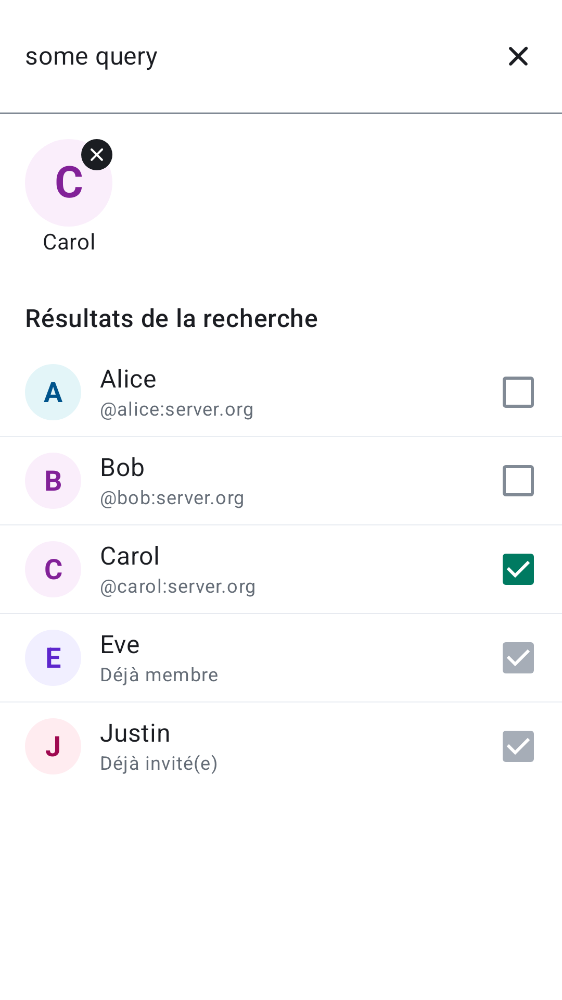 some query
C
Carol
Résultats de la recherche
A
Alice
@alice:server.org
B
Bob
@bob:server.org
C
Carol
@carol:server.org
E
Eve
Déjà membre
J
Justin
Déjà invité(e)